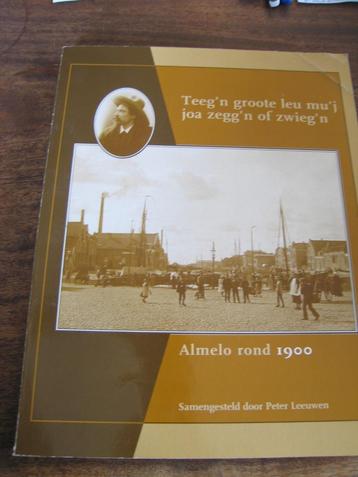 Teeg'n groote leu mu'j
joa zegg'n of zwieg'n
Almelo rond 1900
Samengesteld door Peter Leeuwen